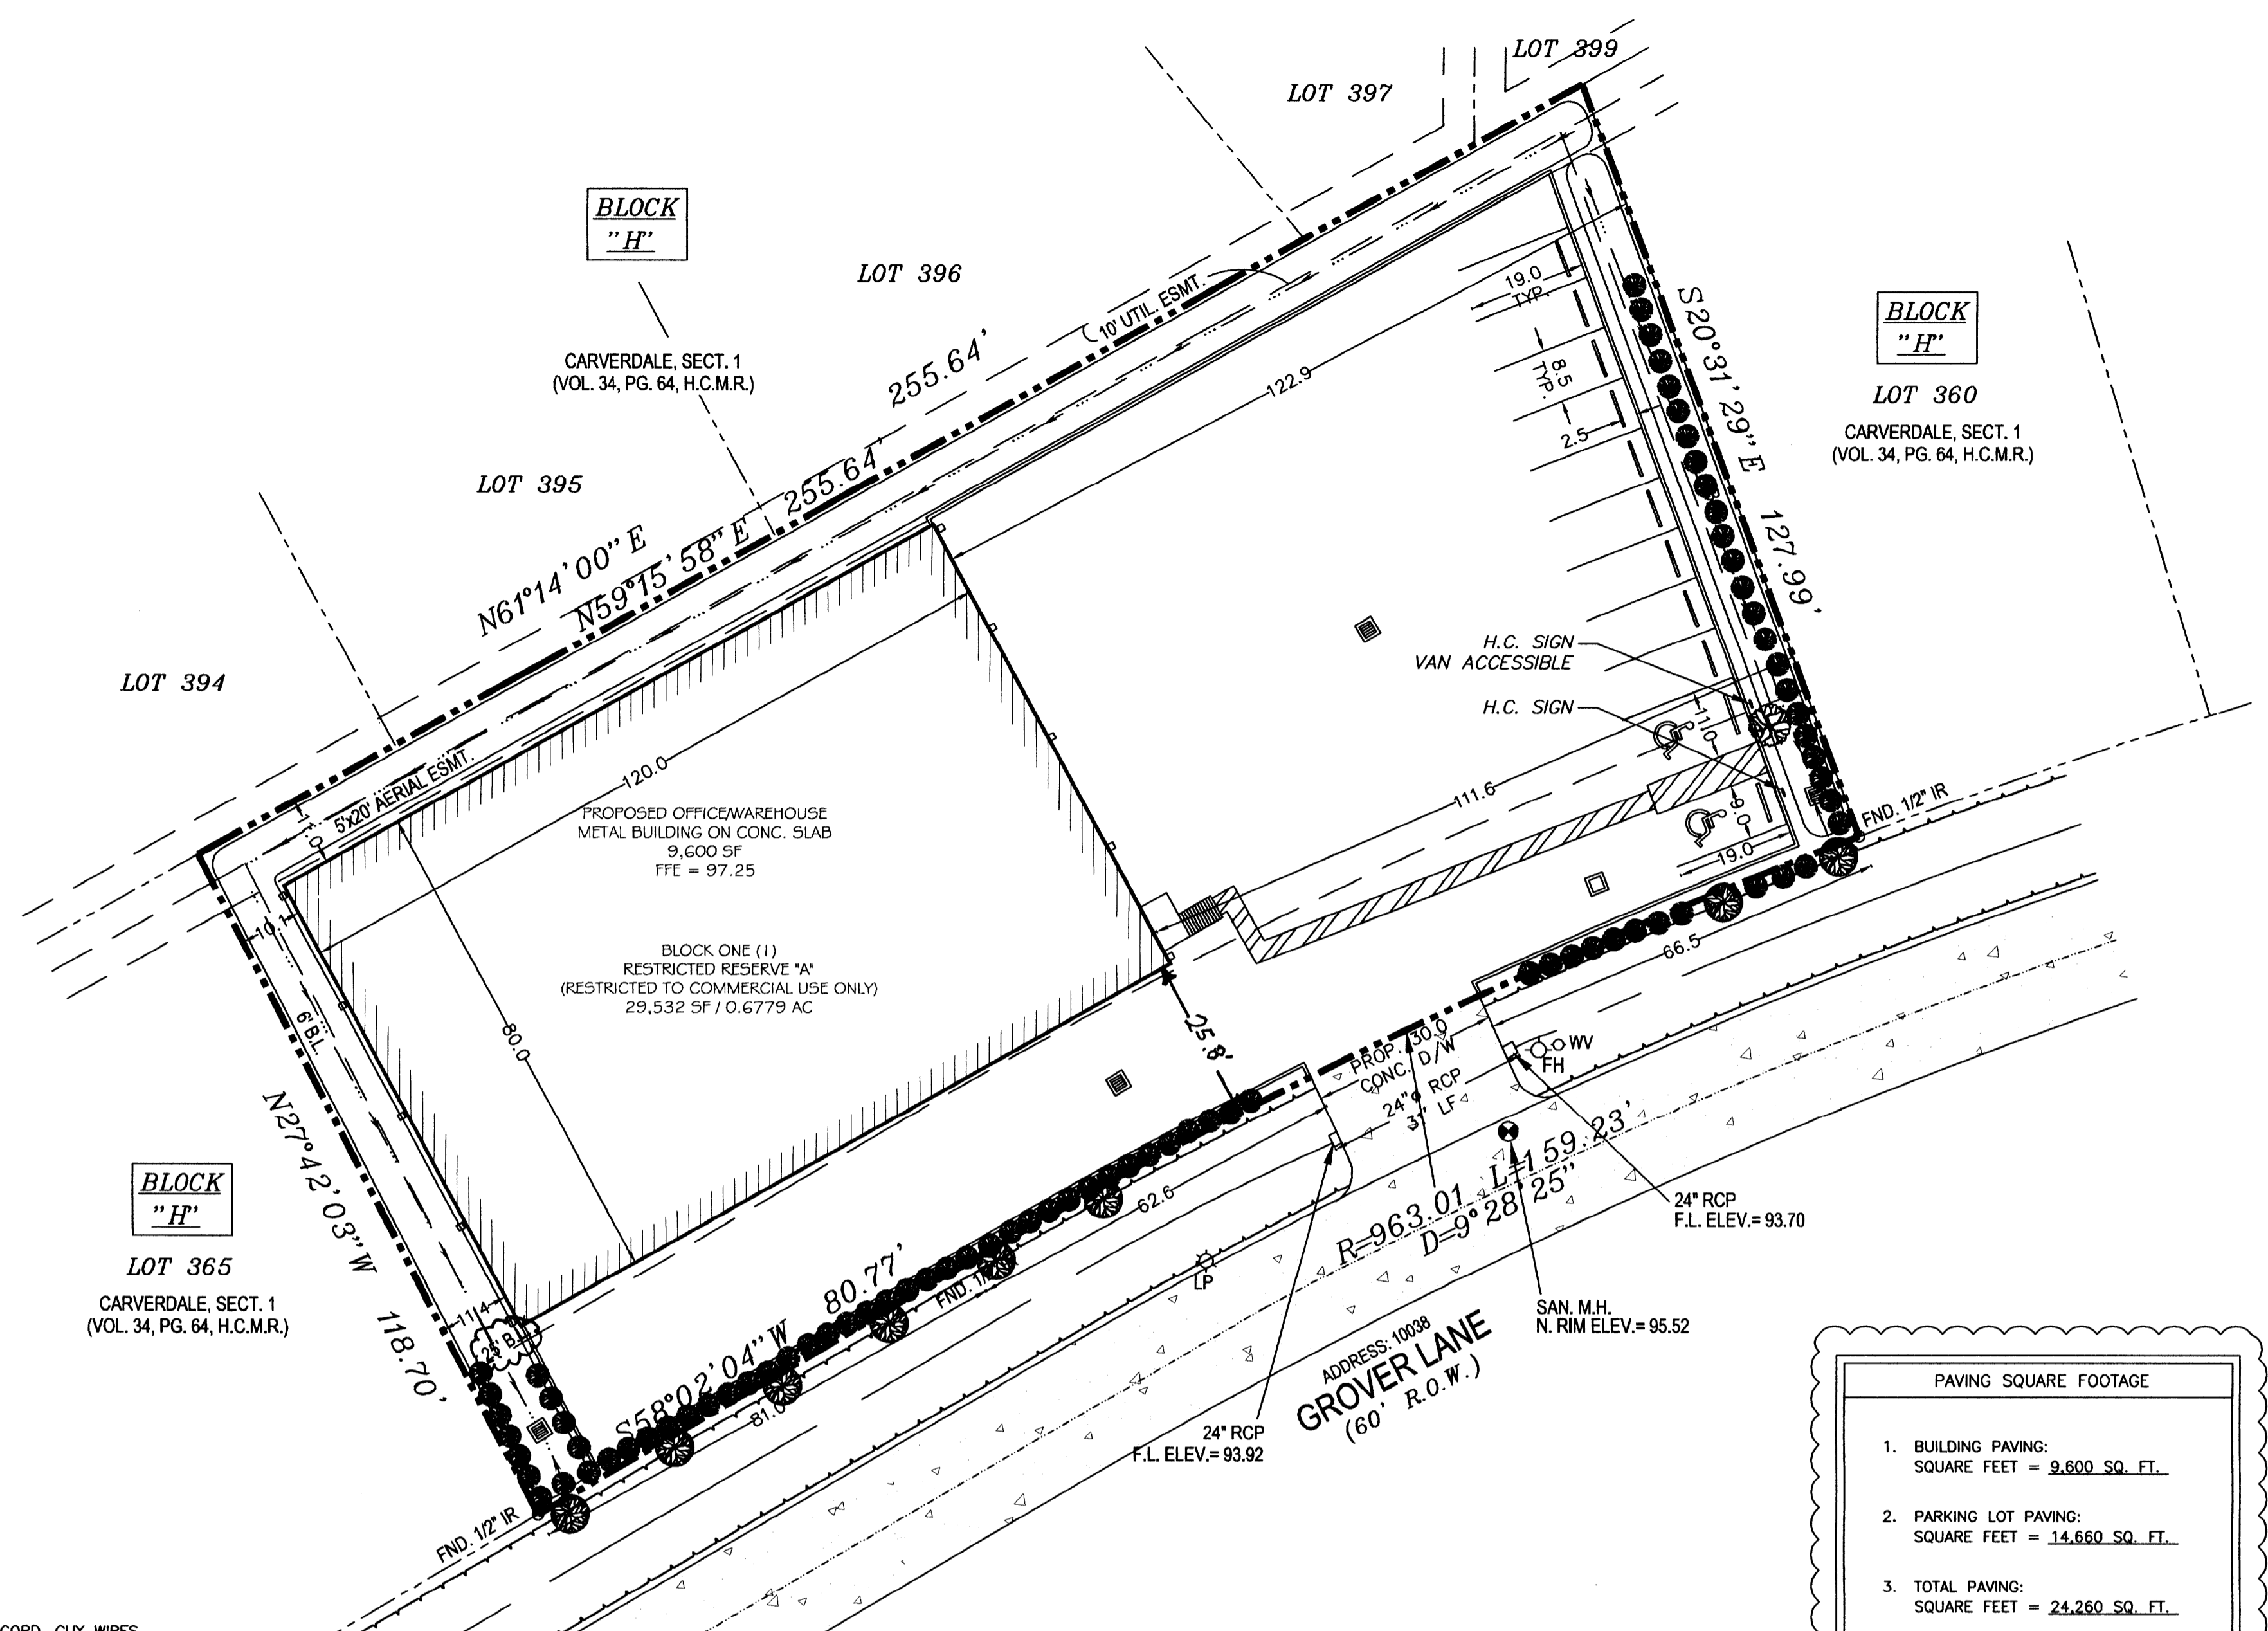 LOT 399
LOT 397
BLOCK
"H"
LOT 396
10' UTIL. ESMT.
19.0
TYP.
BLOCK
"H"
LOT 360
CARVERDALE, SECT. 1
(VOL. 34, PG. 64, H.C.M.R.)
S20°31'29"E 127.99'
CARVERDALE, SECT. 1
(VOL. 34, PG. 64, H.C.M.R.)
255.64'
122.9
8.5
TYP.
2.5
LOT 395
N61°14'00"E
N59°15'58"E 255.64'
LOT 394
H.C. SIGN
VAN ACCESSIBLE
H.C. SIGN
11.0
9.0
19.0
111.6
FND. 1/2" IR
5'x20' AERIAL ESMT.
120.0
PROPOSED OFFICE/WAREHOUSE
METAL BUILDING ON CONC. SLAB
9,600 SF
FFE = 97.25
10.1
BLOCK ONE (1)
RESTRICTED RESERVE "A"
(RESTRICTED TO COMMERCIAL USE ONLY)
29,532 SF / 0.6779 AC
66.5
6' B.L.
80.0
25.8'
PROP. 30.0
CONC. D/W
24"ø RCP
31' LF
WV
FH
N27°42'03"W 118.70'
BLOCK
"H"
LOT 365
CARVERDALE, SECT. 1
(VOL. 34, PG. 64, H.C.M.R.)
62.6
R=963.01 L=159.23'
D=9°28'25"
24" RCP
F.L. ELEV.= 93.70
LP
11.4
25' B.
S58°02'04"W 80.77'
FND. 1/
81.0
SAN. M.H.
N. RIM ELEV.= 95.52
ADDRESS: 10038
GROVER LANE
(60' R.O.W.)
24" RCP
F.L. ELEV.= 93.92
FND. 1/2" IR
PAVING SQUARE FOOTAGE
1. BUILDING PAVING:
SQUARE FEET = 9,600 SQ. FT.
2. PARKING LOT PAVING:
SQUARE FEET = 14,660 SQ. FT.
3. TOTAL PAVING:
SQUARE FEET = 24,260 SQ. FT.